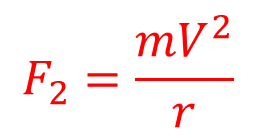 F₂ = mV²/r